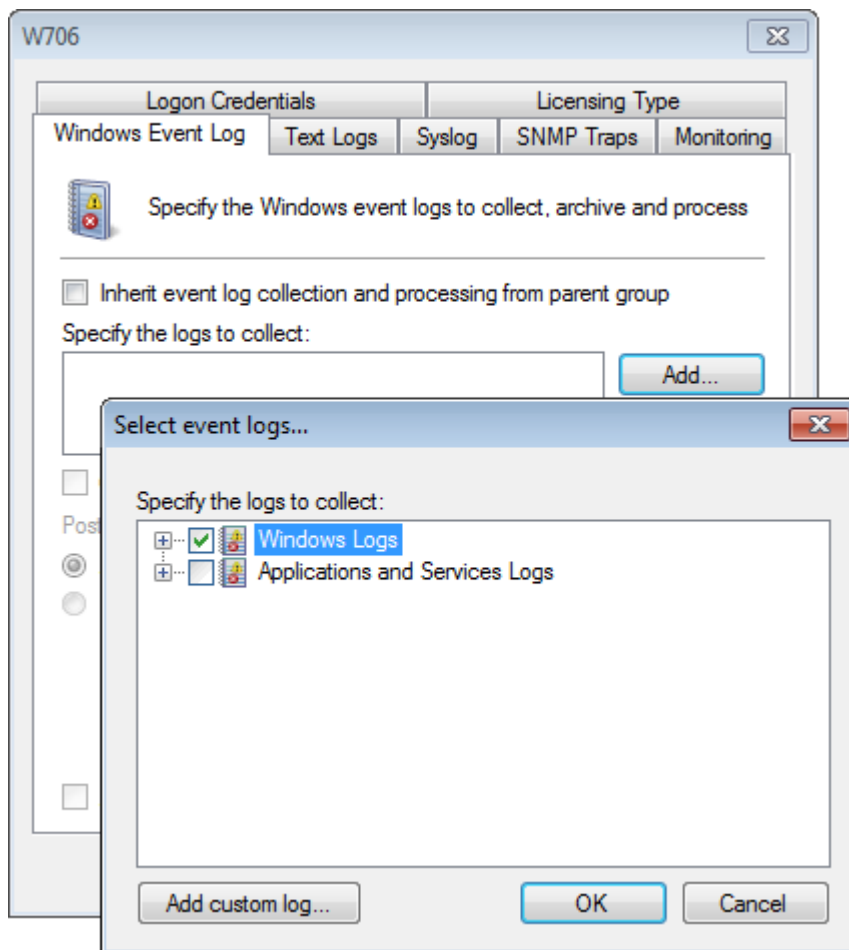 W706
Logon Credentials Licensing Type
Windows Event Log Text Logs Syslog SNMP Traps Monitoring
Specify the Windows event logs to collect, archive and process
Inherit event log collection and processing from parent group
Specify the logs to collect:
Add...
Select event logs...
Specify the logs to collect:
Post
Windows Logs
Applications and Services Logs
Add custom log... OK Cancel